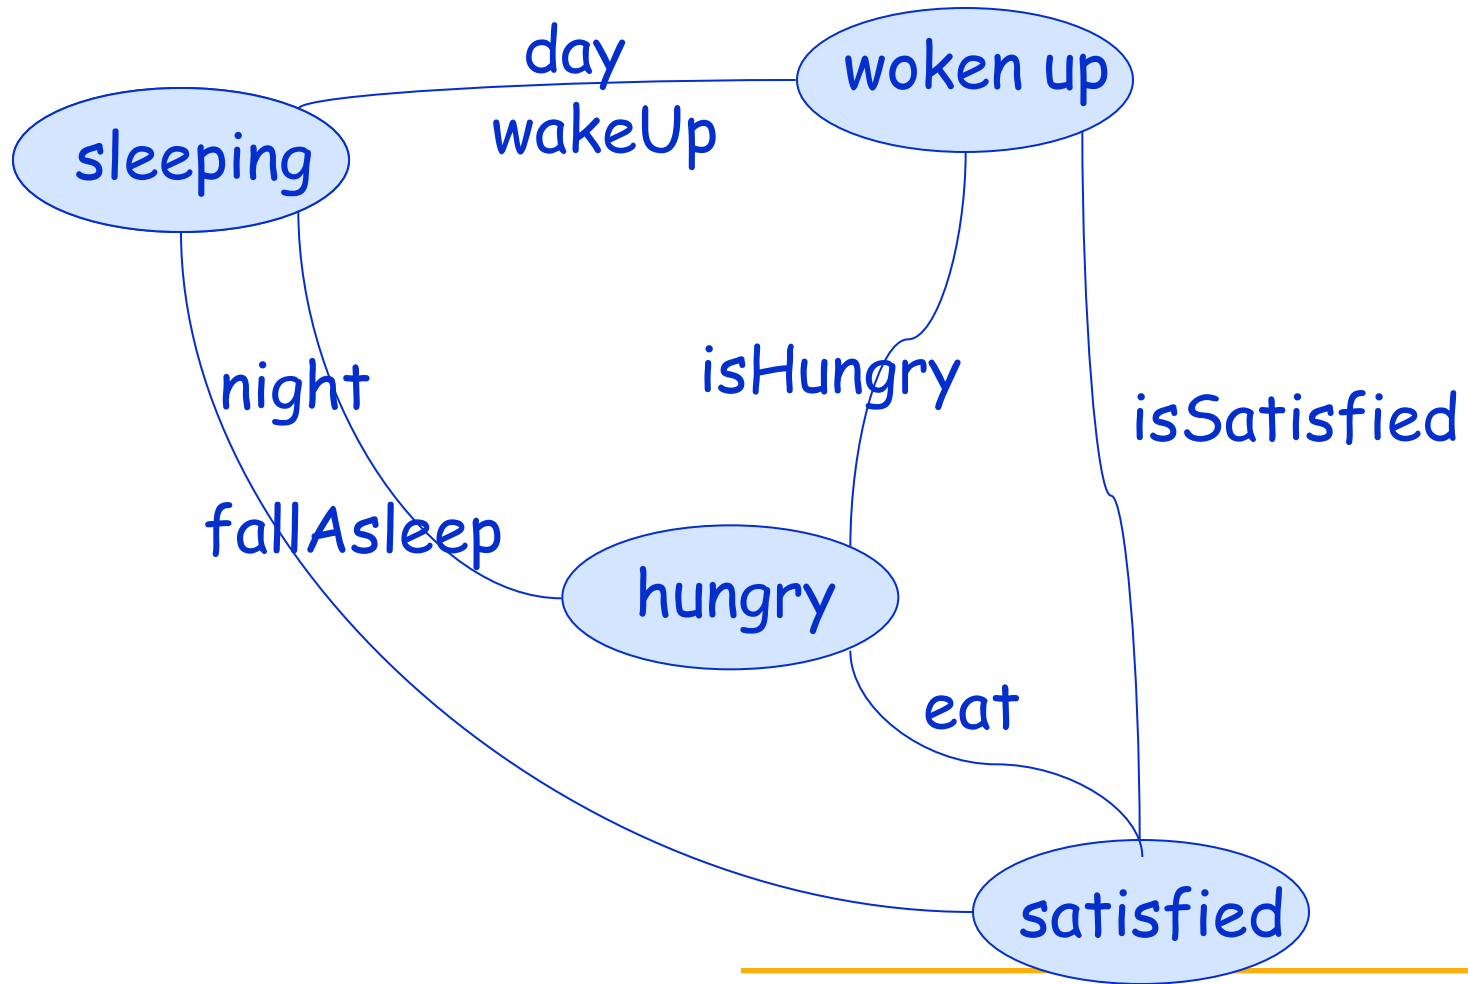 day
woken up
wakeUp
sleeping
isHungry
night
isSatisfied
fallAsleep
hungry
eat
satisfied